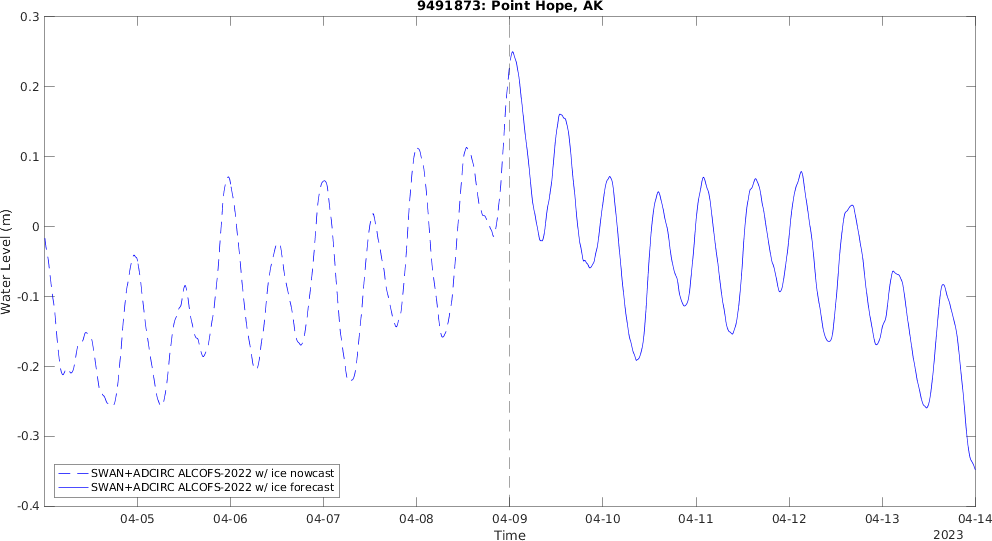 9491873: Point Hope, AK
0.3
0.2
0.1
0
-0.1
-0.2
-0.3
-0.4
Water Level (m)
SWAN+ADCIRC ALCOFS-2022 w/ ice nowcast
SWAN+ADCIRC ALCOFS-2022 w/ ice forecast
04-05 04-06 04-07 04-08 04-09 04-10 04-11 04-12 04-13 04-14
Time
2023